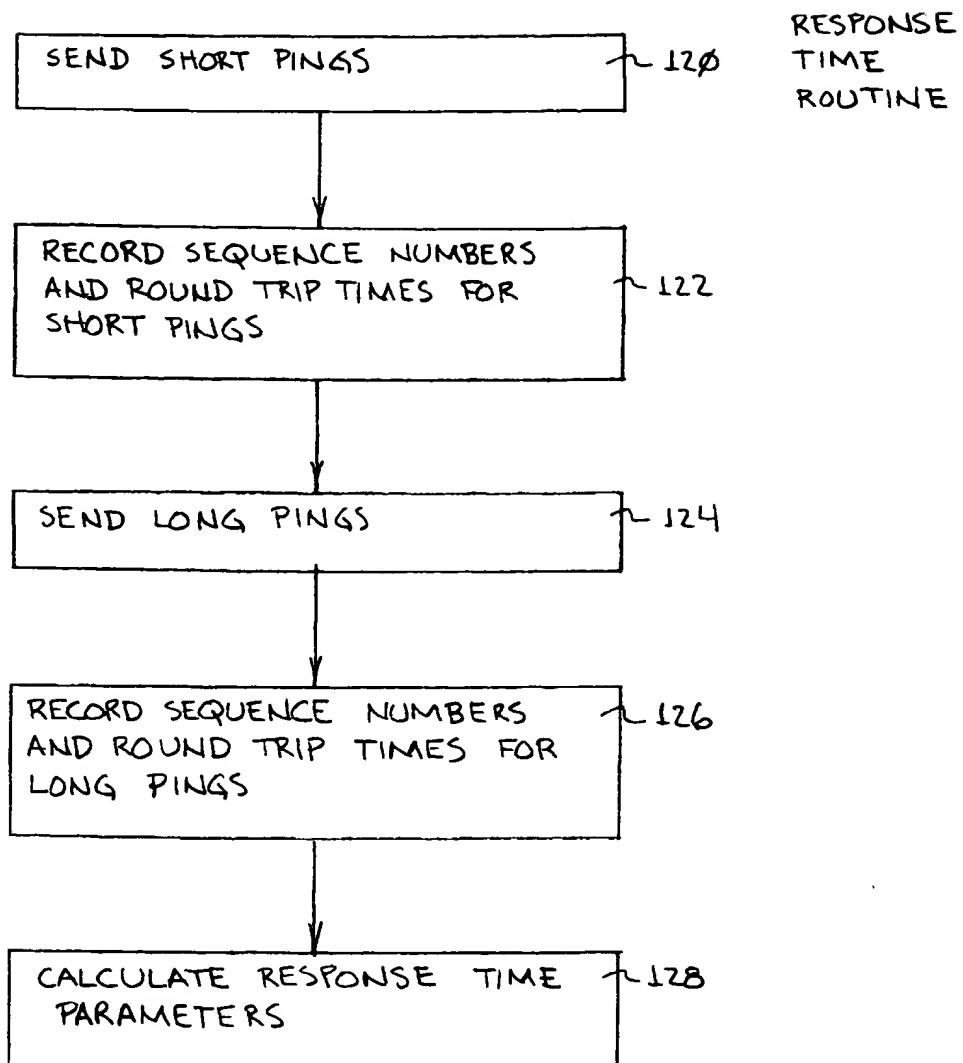 RESPONSE
TIME
ROUTINE
SEND SHORT PINGS
120
RECORD SEQUENCE NUMBERS
AND ROUND TRIP TIMES FOR
SHORT PINGS
122
SEND LONG PINGS
124
RECORD SEQUENCE NUMBERS
AND ROUND TRIP TIMES FOR
LONG PINGS
126
CALCULATE RESPONSE TIME
PARAMETERS
128